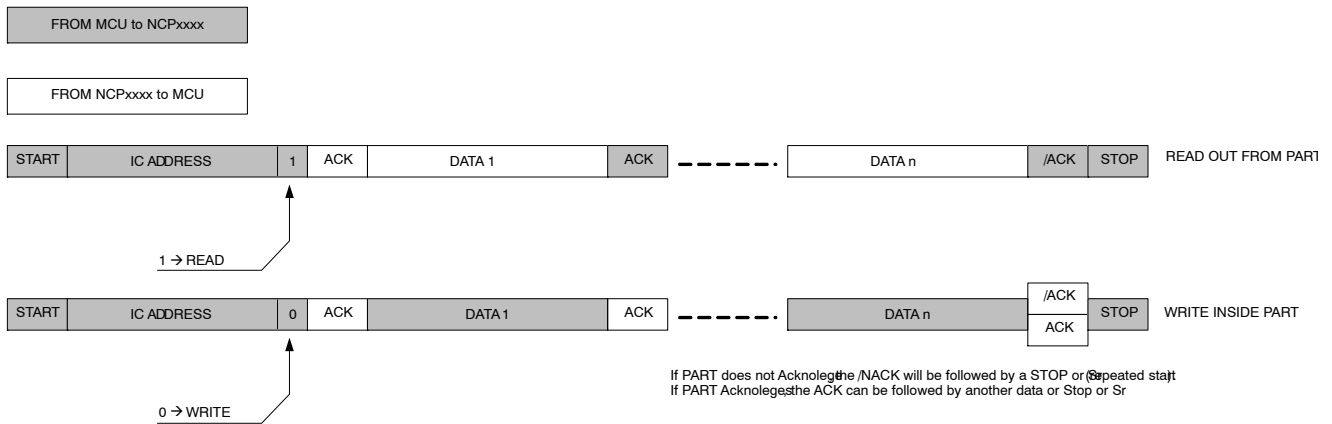 FROM MCU to NCPxxxx
FROM NCPxxxx to MCU
START IC ADDRESS 1 ACK DATA 1 ACK DATA n /ACK STOP READ OUT FROM PART
1 → READ
START IC ADDRESS 0 ACK DATA 1 ACK DATA n /ACK ACK STOP WRITE INSIDE PART
If PART does not Acknolege, the /NACK will be followed by a STOP or Sr (repeated start).
If PART Acknoleges, the ACK can be followed by another data or Stop or Sr
0 → WRITE